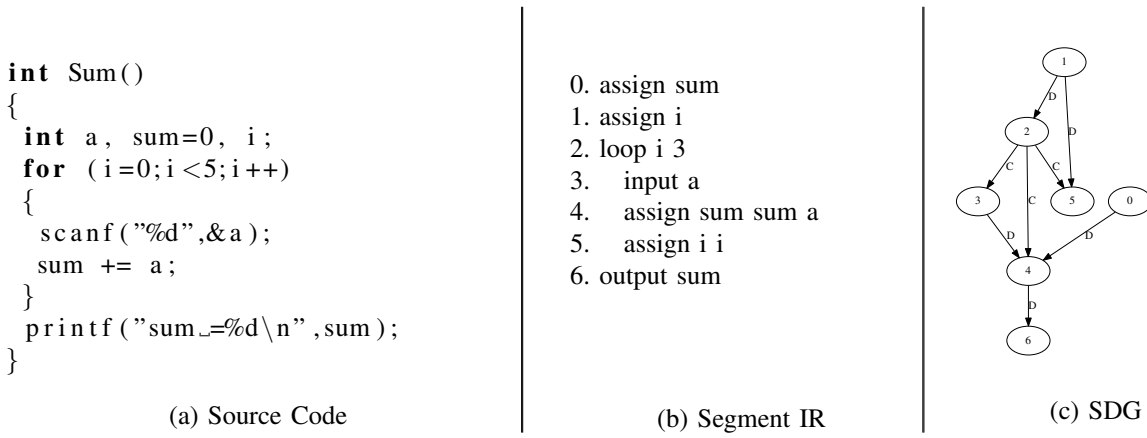 int Sum()
{
int a, sum=0, i;
for (i=0;i<5;i++)
{
scanf("%d",&a);
sum += a;
}
printf("sum␣=%d\n",sum);
}
(a) Source Code
0. assign sum
1. assign i
2. loop i 3
3. input a
4. assign sum sum a
5. assign i i
6. output sum
(b) Segment IR
1
D
2
D
C
C
3
C
5
0
D
D
4
D
6
(c) SDG